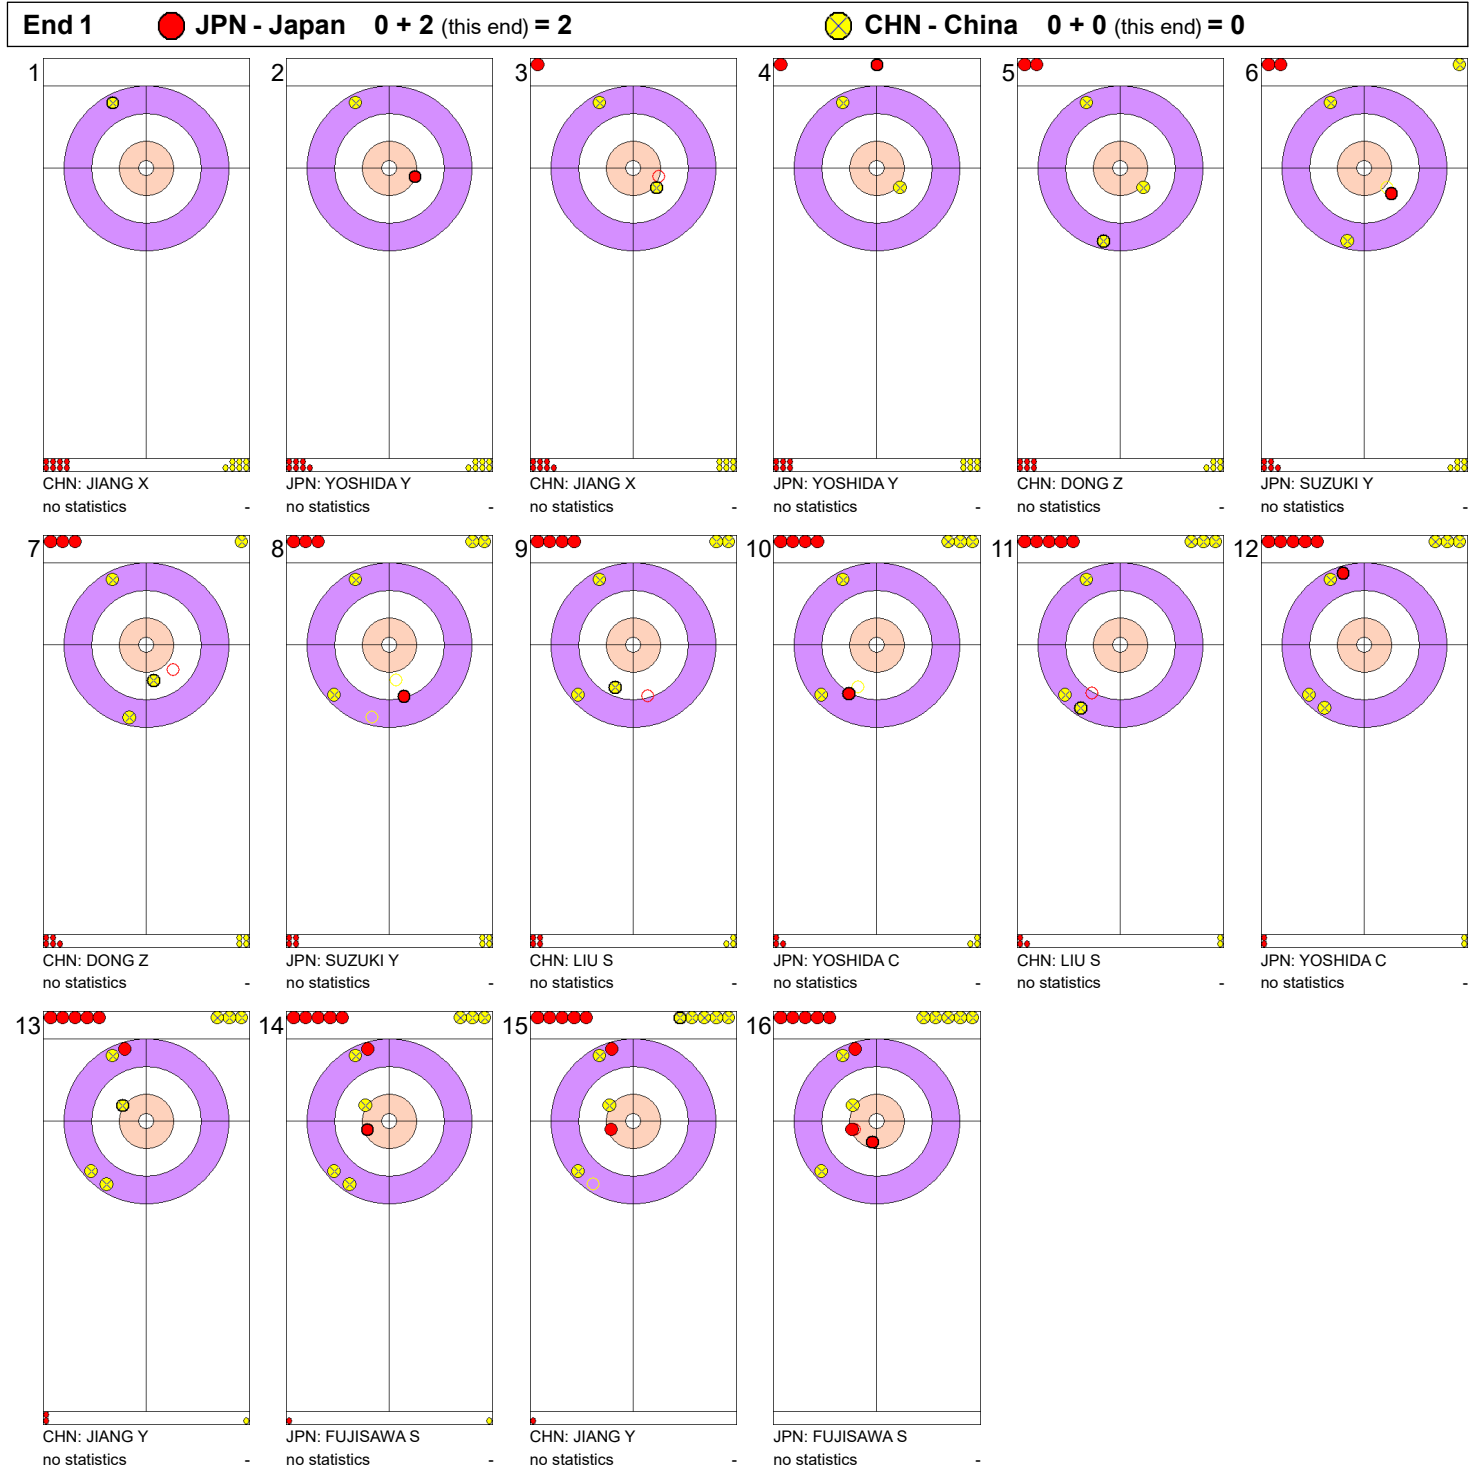 End 1 JPN - Japan 0 + 2 (this end) = 2 CHN - China 0 + 0 (this end) = 0
1 2 3 4 5 6
CHN: JIANG X JPN: YOSHIDA Y CHN: JIANG X JPN: YOSHIDA Y CHN: DONG Z JPN: SUZUKI Y
no statistics - no statistics - no statistics - no statistics - no statistics - no statistics -
7 8 9 10 11 12
CHN: DONG Z JPN: SUZUKI Y CHN: LIU S JPN: YOSHIDA C CHN: LIU S JPN: YOSHIDA C
no statistics - no statistics - no statistics - no statistics - no statistics - no statistics -
13 14 15 16
CHN: JIANG Y JPN: FUJISAWA S CHN: JIANG Y JPN: FUJISAWA S
no statistics - no statistics - no statistics - no statistics -